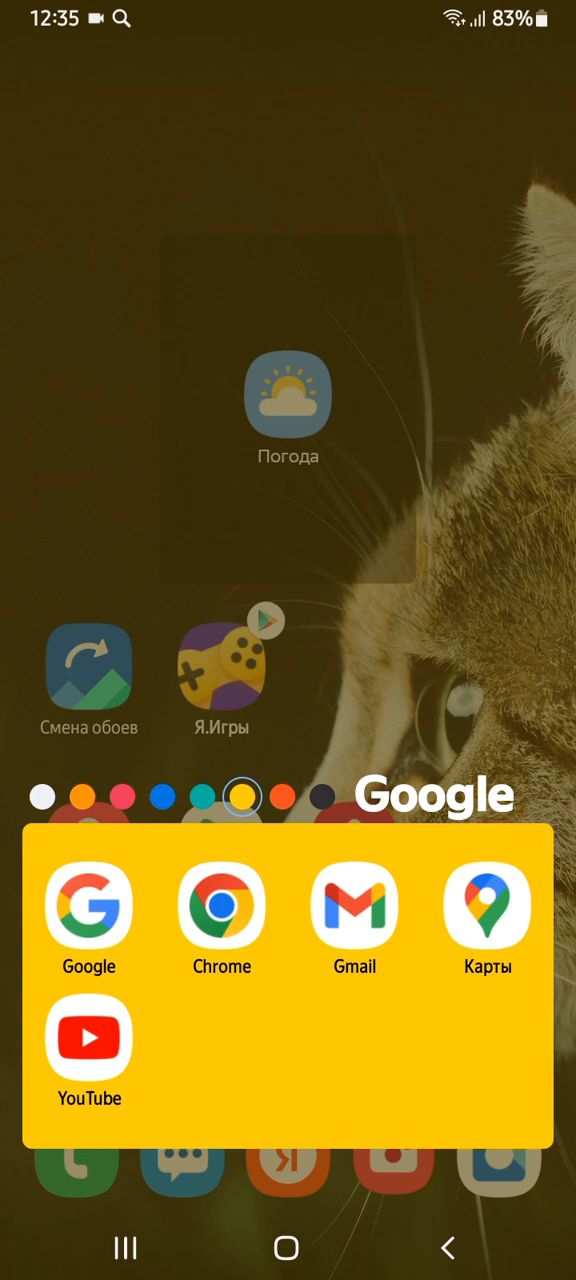 12:35 83%
Погода
Смена обоев Я.Игры
Google
Google Chrome Gmail Карты
YouTube
Я